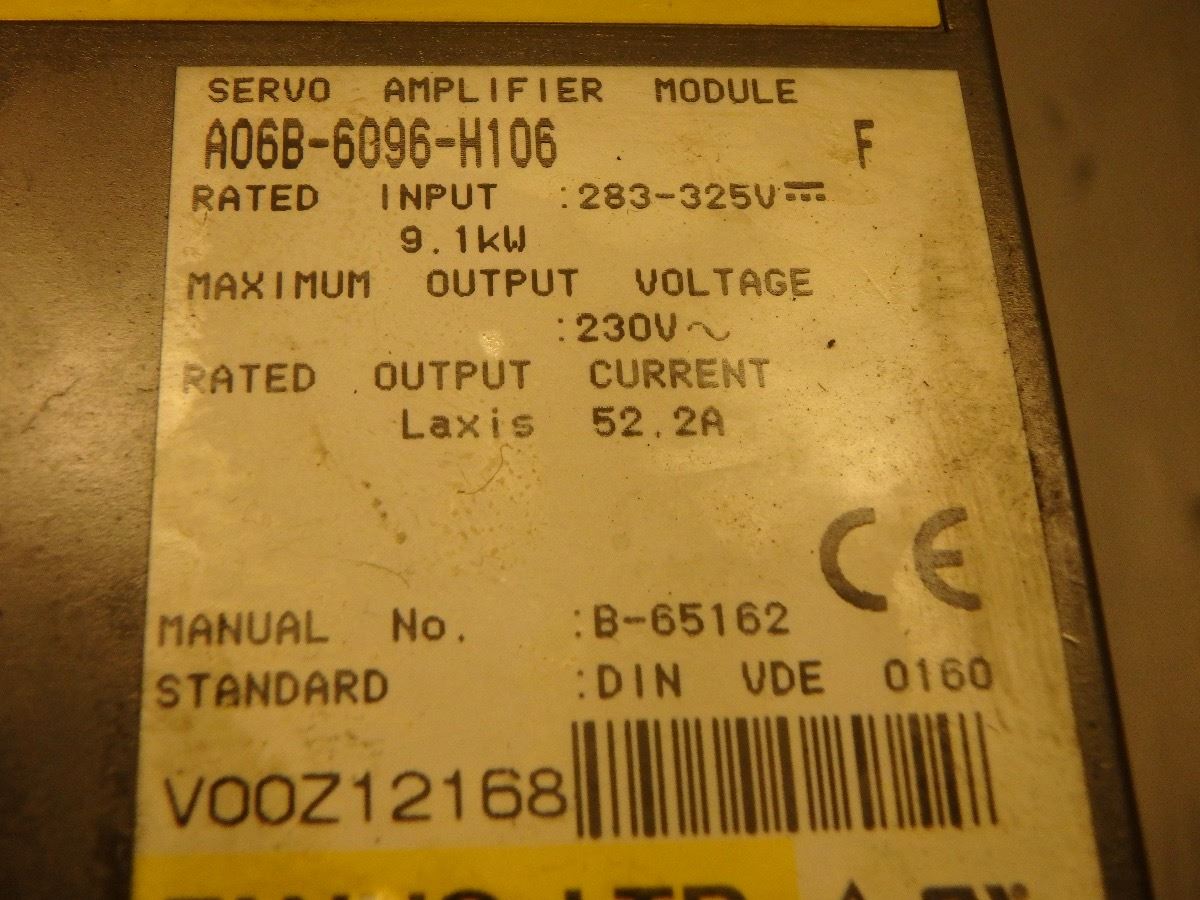 SERVO AMPLIFIER MODULE
A06B-6096-H106 F
RATED INPUT :283-325V⎓
9.1kW
MAXIMUM OUTPUT VOLTAGE
:230V～
RATED OUTPUT CURRENT
Laxis 52.2A
CE
MANUAL No. :B-65162
STANDARD :DIN VDE 0160
V00Z12168
LTD